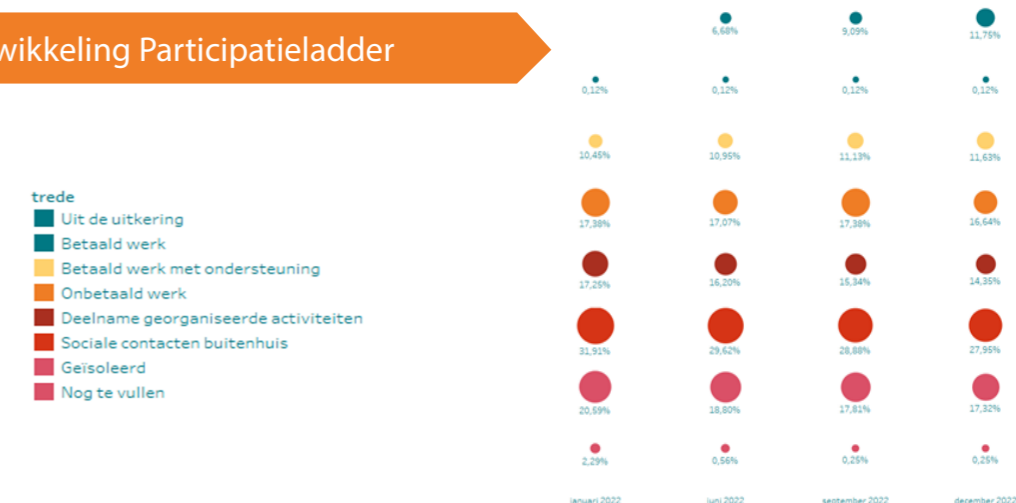 wikkeling Participatieladder
6,68% 9,09% 11,75%
0,12% 0,12% 0,12% 0,12%
10,45% 10,95% 11,13% 11,63%
trede
Uit de uitkering
Betaald werk
Betaald werk met ondersteuning
Onbetaald werk
Deelname georganiseerde activiteiten
Sociale contacten buitenhuis
Geïsoleerd
Nog te vullen
17,38% 17,07% 17,38% 16,64%
17,25% 16,20% 15,34% 14,35%
31,91% 29,62% 28,88% 27,95%
20,59% 18,80% 17,81% 17,32%
2,29% 0,56% 0,25% 0,25%
januari 2022 juni 2022 september 2022 december 2022